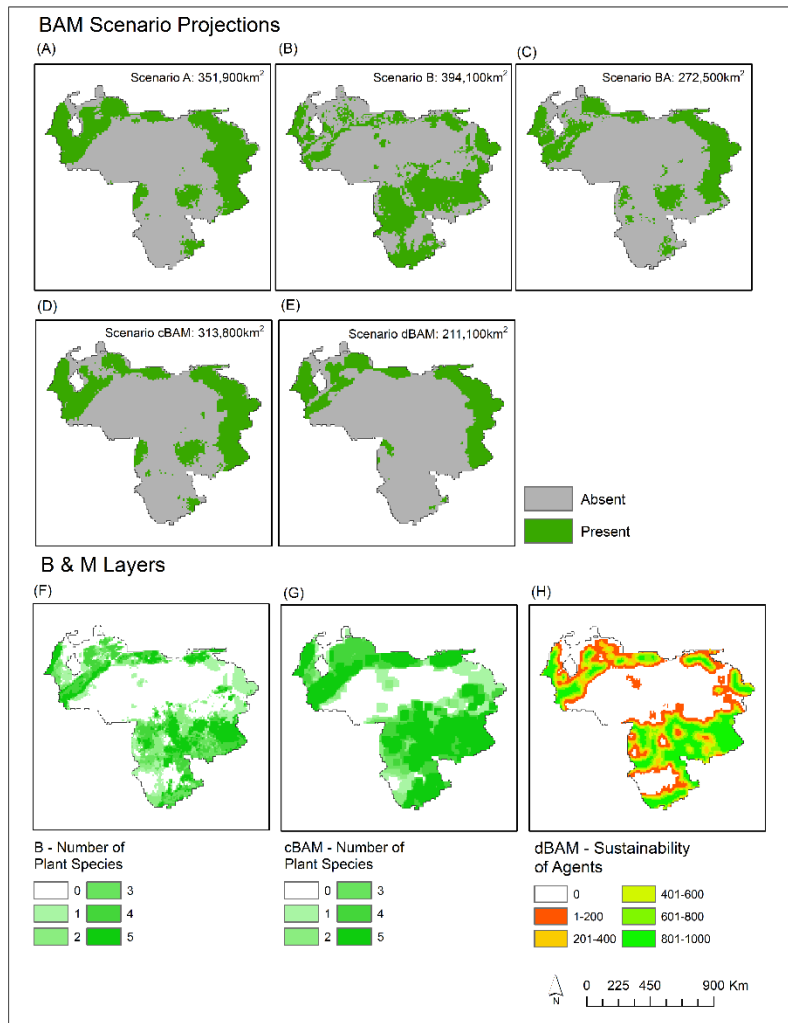 BAM Scenario Projections
(A)
Scenario A: 351,900km²
(B)
Scenario B: 394,100km²
(C)
Scenario BA: 272,500km²
(D)
Scenario cBAM: 313,800km²
(E)
Scenario dBAM: 211,100km²
Absent
Present
B & M Layers
(F)
(G)
(H)
B - Number of
Plant Species
0
1
2
3
4
5
cBAM - Number of
Plant Species
0
1
2
3
4
5
dBAM - Sustainability
of Agents
0
1-200
201-400
401-600
601-800
801-1000
N
0 225 450 900 Km